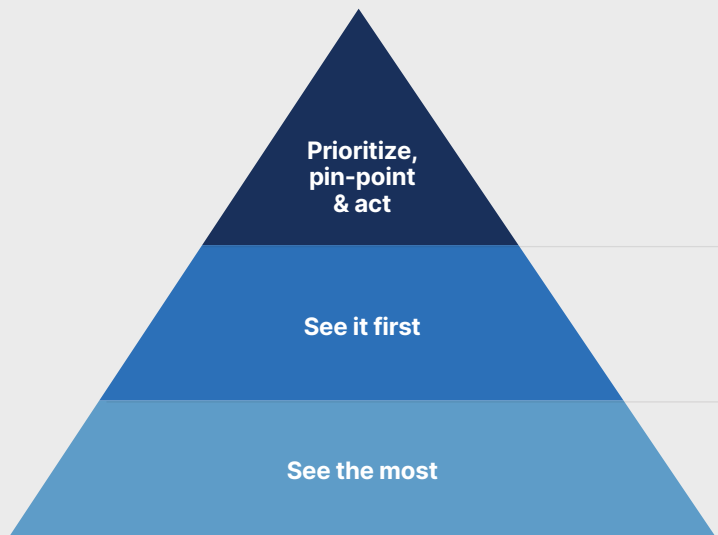 Prioritize,
pin-point
& act
See it first
See the most